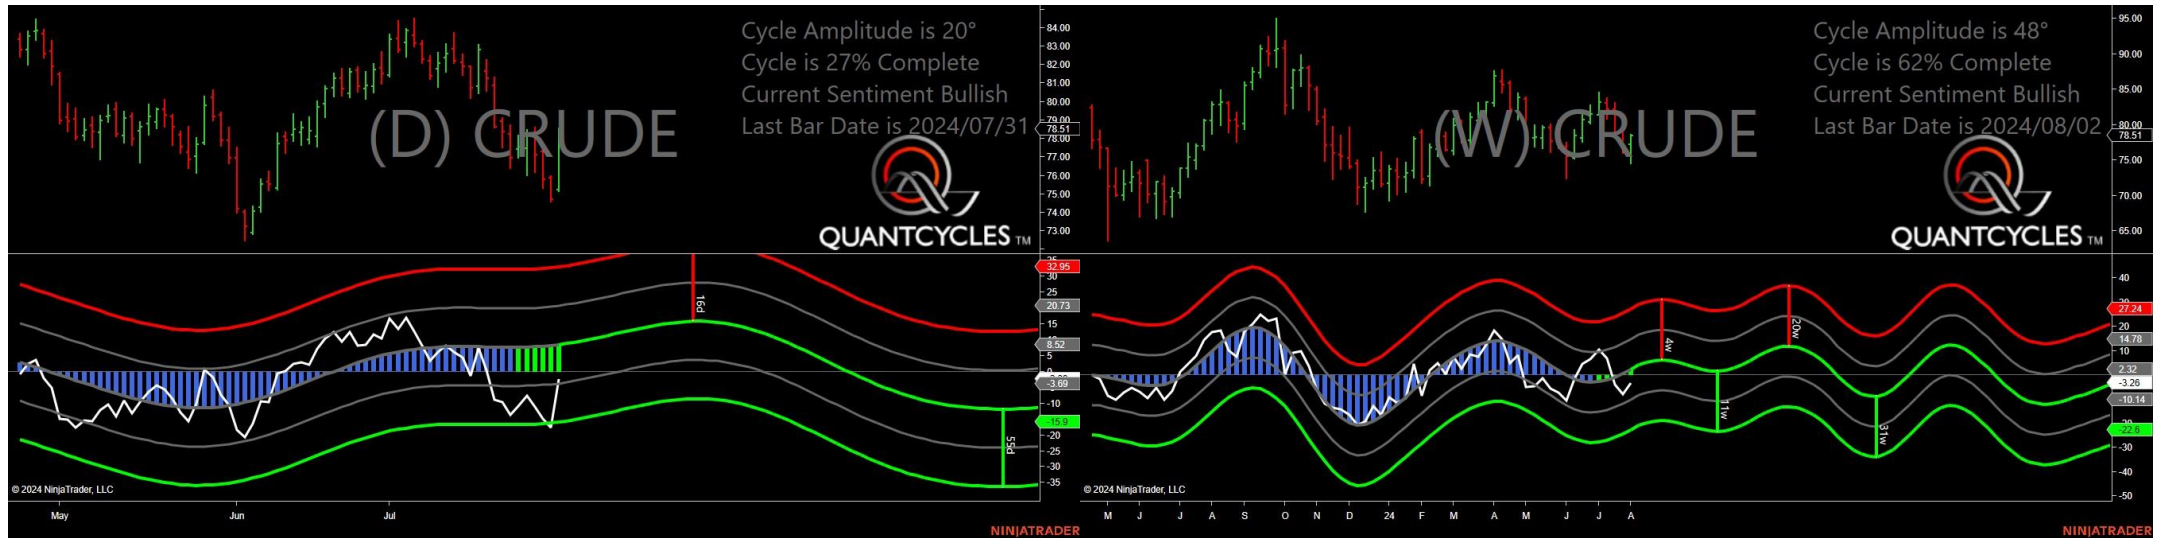 Cycle Amplitude is 20°
Cycle is 27% Complete
Current Sentiment Bullish
Last Bar Date is 2024/07/31
(D) CRUDE
QUANTCYCLES TM
84.00
83.00
82.00
81.00
80.00
79.00
78.51
78.00
77.00
76.00
75.00
74.00
73.00
32.95
30
25
20.73
15
8.52
5
0
-3.69
-10
-15.9
-20
-25
-30
-35
16d
55d
© 2024 NinjaTrader, LLC
May
Jun
Jul
NINJATRADER
Cycle Amplitude is 48°
Cycle is 62% Complete
Current Sentiment Bullish
Last Bar Date is 2024/08/02
(W) CRUDE
QUANTCYCLES TM
95.00
90.00
85.00
80.00
78.51
75.00
70.00
65.00
40
27.24
20
14.78
10
2.32
-3.26
-10.14
-22.6
-30
-40
-50
4w
11w
20w
31w
© 2024 NinjaTrader, LLC
M J J A S O N D 24 F M A M J J A
NINJATRADER